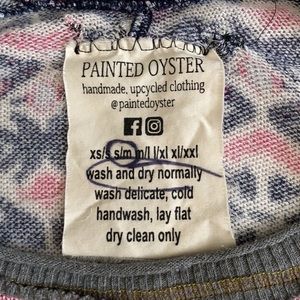 PAINTED OYSTER
handmade, upcycled clothing
@paintedoyster
xs/s s/m m/l l/xl xl/xxl
wash and dry normally
wash delicate, cold
handwash, lay flat
dry clean only